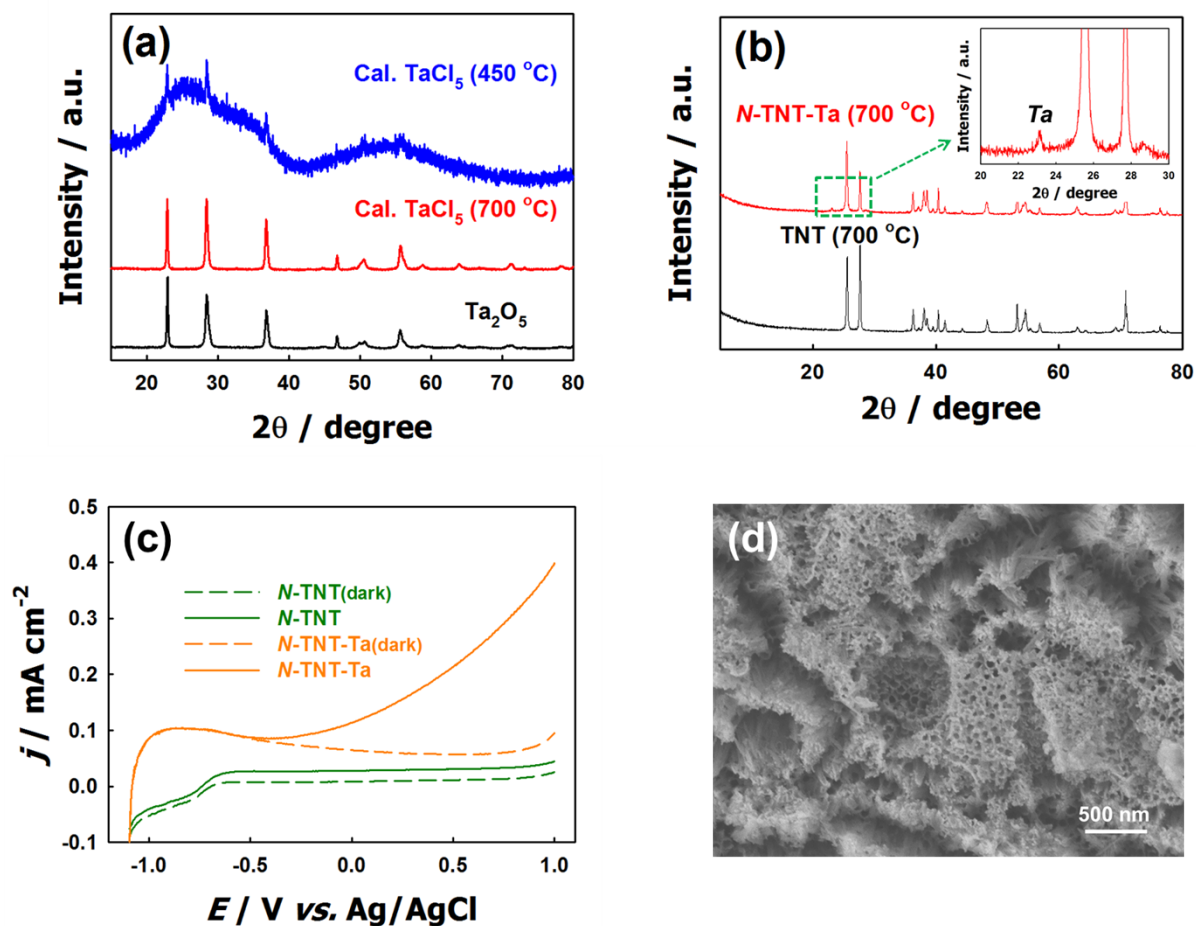 (a)
Cal. TaCl5 (450 °C)
Cal. TaCl5 (700 °C)
Ta2O5
Intensity / a.u.
20 30 40 50 60 70 80
2θ / degree
(b)
N-TNT-Ta (700 °C)
TNT (700 °C)
Intensity / a.u.
20 40 60 80
2θ / degree
Ta
Intensity / a.u.
20 22 24 26 28 30
2θ / degree
(c)
N-TNT(dark)
N-TNT
N-TNT-Ta(dark)
N-TNT-Ta
j / mA cm-2
0.5
0.4
0.3
0.2
0.1
0.0
-0.1
-1.0 -0.5 0.0 0.5 1.0
E / V vs. Ag/AgCl
(d)
500 nm